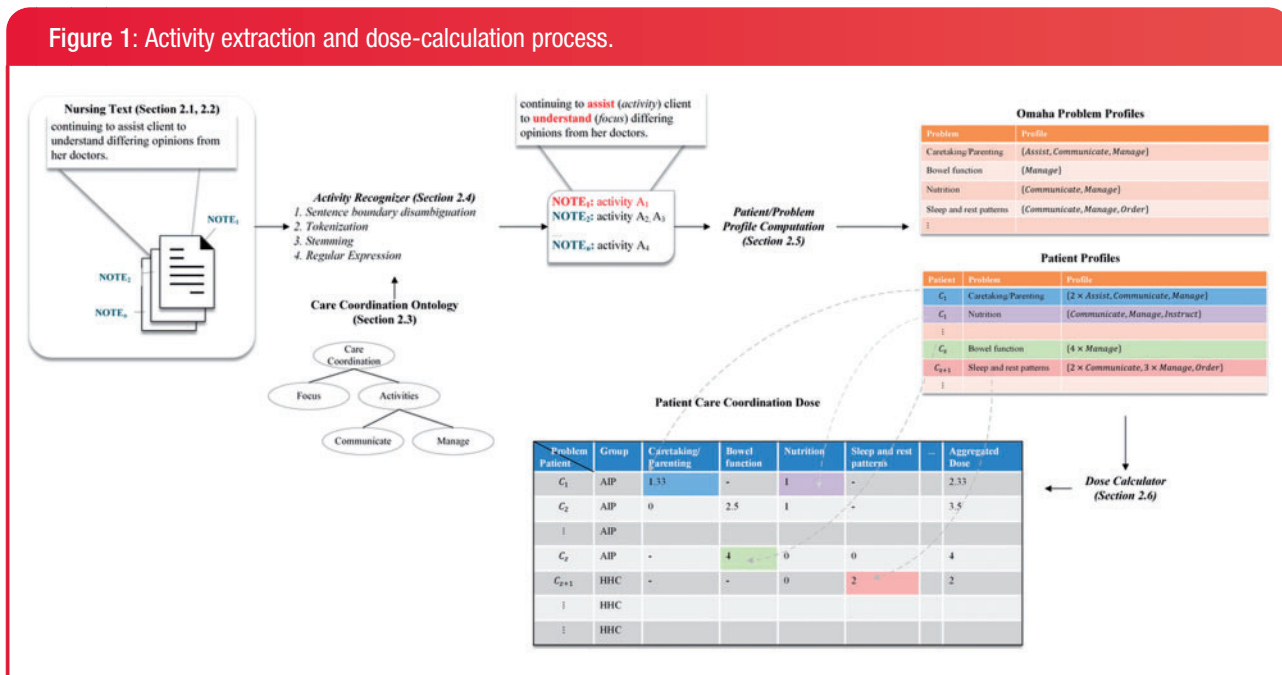 Figure 1: Activity extraction and dose-calculation process.
Nursing Text (Section 2.1, 2.2)
continuing to assist client to
understand differing opinions from
her doctors.
NOTE₁
NOTE₂
NOTEₙ
Activity Recognizer (Section 2.4)
1. Sentence boundary disambiguation
2. Tokenization
3. Stemming
4. Regular Expression
Care Coordination Ontology
(Section 2.3)
Care
Coordination
Focus
Activities
Communicate
Manage
continuing to assist (activity) client
to understand (focus) differing
opinions from her doctors.
NOTE₁: activity A₁
NOTE₂: activity A₂, A₃
...
NOTEₙ: activity A₄
Patient/Problem
Profile Computation
(Section 2.5)
Omaha Problem Profiles
Problem Profile
Caretaking/Parenting {Assist, Communicate, Manage}
Bowel function {Manage}
Nutrition {Communicate, Manage}
Sleep and rest patterns {Communicate, Manage, Order}
⋮
Patient Profiles
Patient Problem Profile
C₁ Caretaking/Parenting {2 × Assist, Communicate, Manage}
C₁ Nutrition {Communicate, Manage, Instruct}
⋮
C𝓏 Bowel function {4 × Manage}
C𝓏₊₁ Sleep and rest patterns {2 × Communicate, 3 × Manage, Order}
⋮
Dose Calculator
(Section 2.6)
Patient Care Coordination Dose
Problem
Patient
Group
Caretaking/
Parenting
Bowel
function
Nutrition
Sleep and rest
patterns
...
Aggregated
Dose
C₁ AIP 1.33 - 1 - 2.33
C₂ AIP 0 2.5 1 - 3.5
⋮ AIP
C𝓏 AIP - 4 0 0 4
C𝓏₊₁ HHC - - 0 2 2
⋮ HHC
⋮ HHC